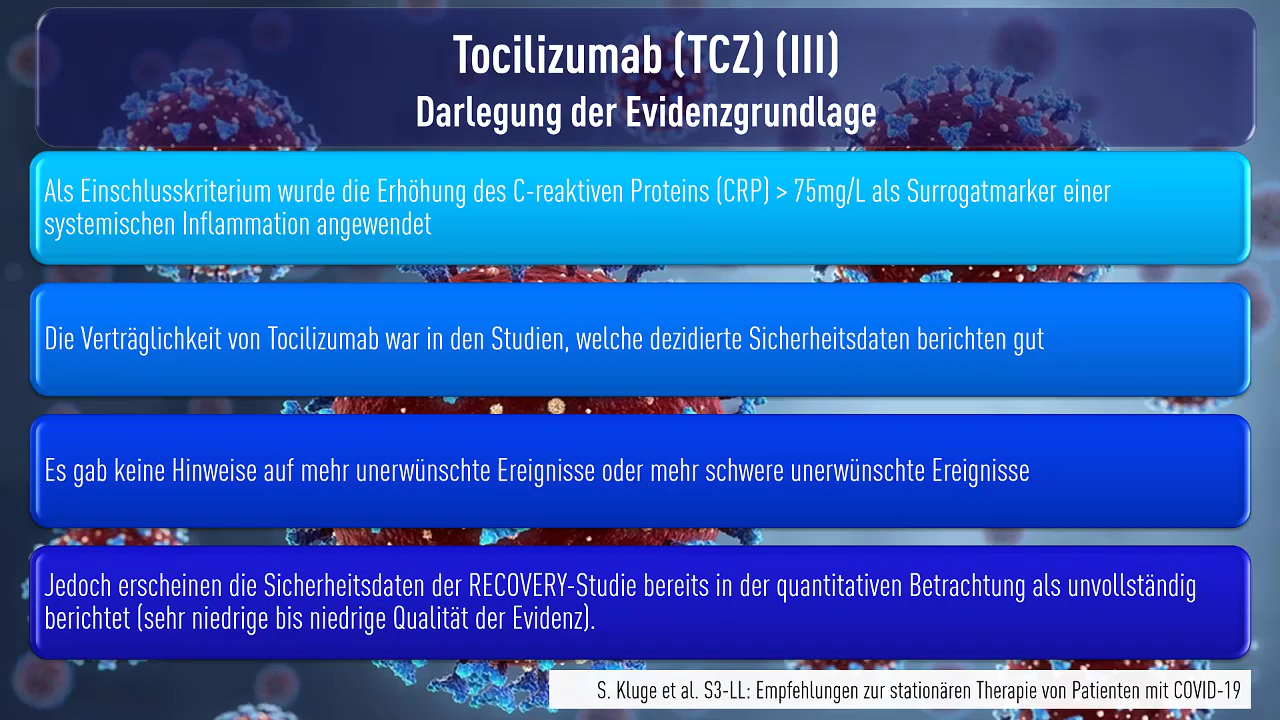 Tocilizumab (TCZ) (III)
Darlegung der Evidenzgrundlage
Als Einschlusskriterium wurde die Erhöhung des C-reaktiven Proteins (CRP) > 75mg/L als Surrogatmarker einer
systemischen Inflammation angewendet
Die Verträglichkeit von Tocilizumab war in den Studien, welche dezidierte Sicherheitsdaten berichten gut
Es gab keine Hinweise auf mehr unerwünschte Ereignisse oder mehr schwere unerwünschte Ereignisse
Jedoch erscheinen die Sicherheitsdaten der RECOVERY-Studie bereits in der quantitativen Betrachtung als unvollständig
berichtet (sehr niedrige bis niedrige Qualität der Evidenz).
S. Kluge et al. S3-LL: Empfehlungen zur stationären Therapie von Patienten mit COVID-19